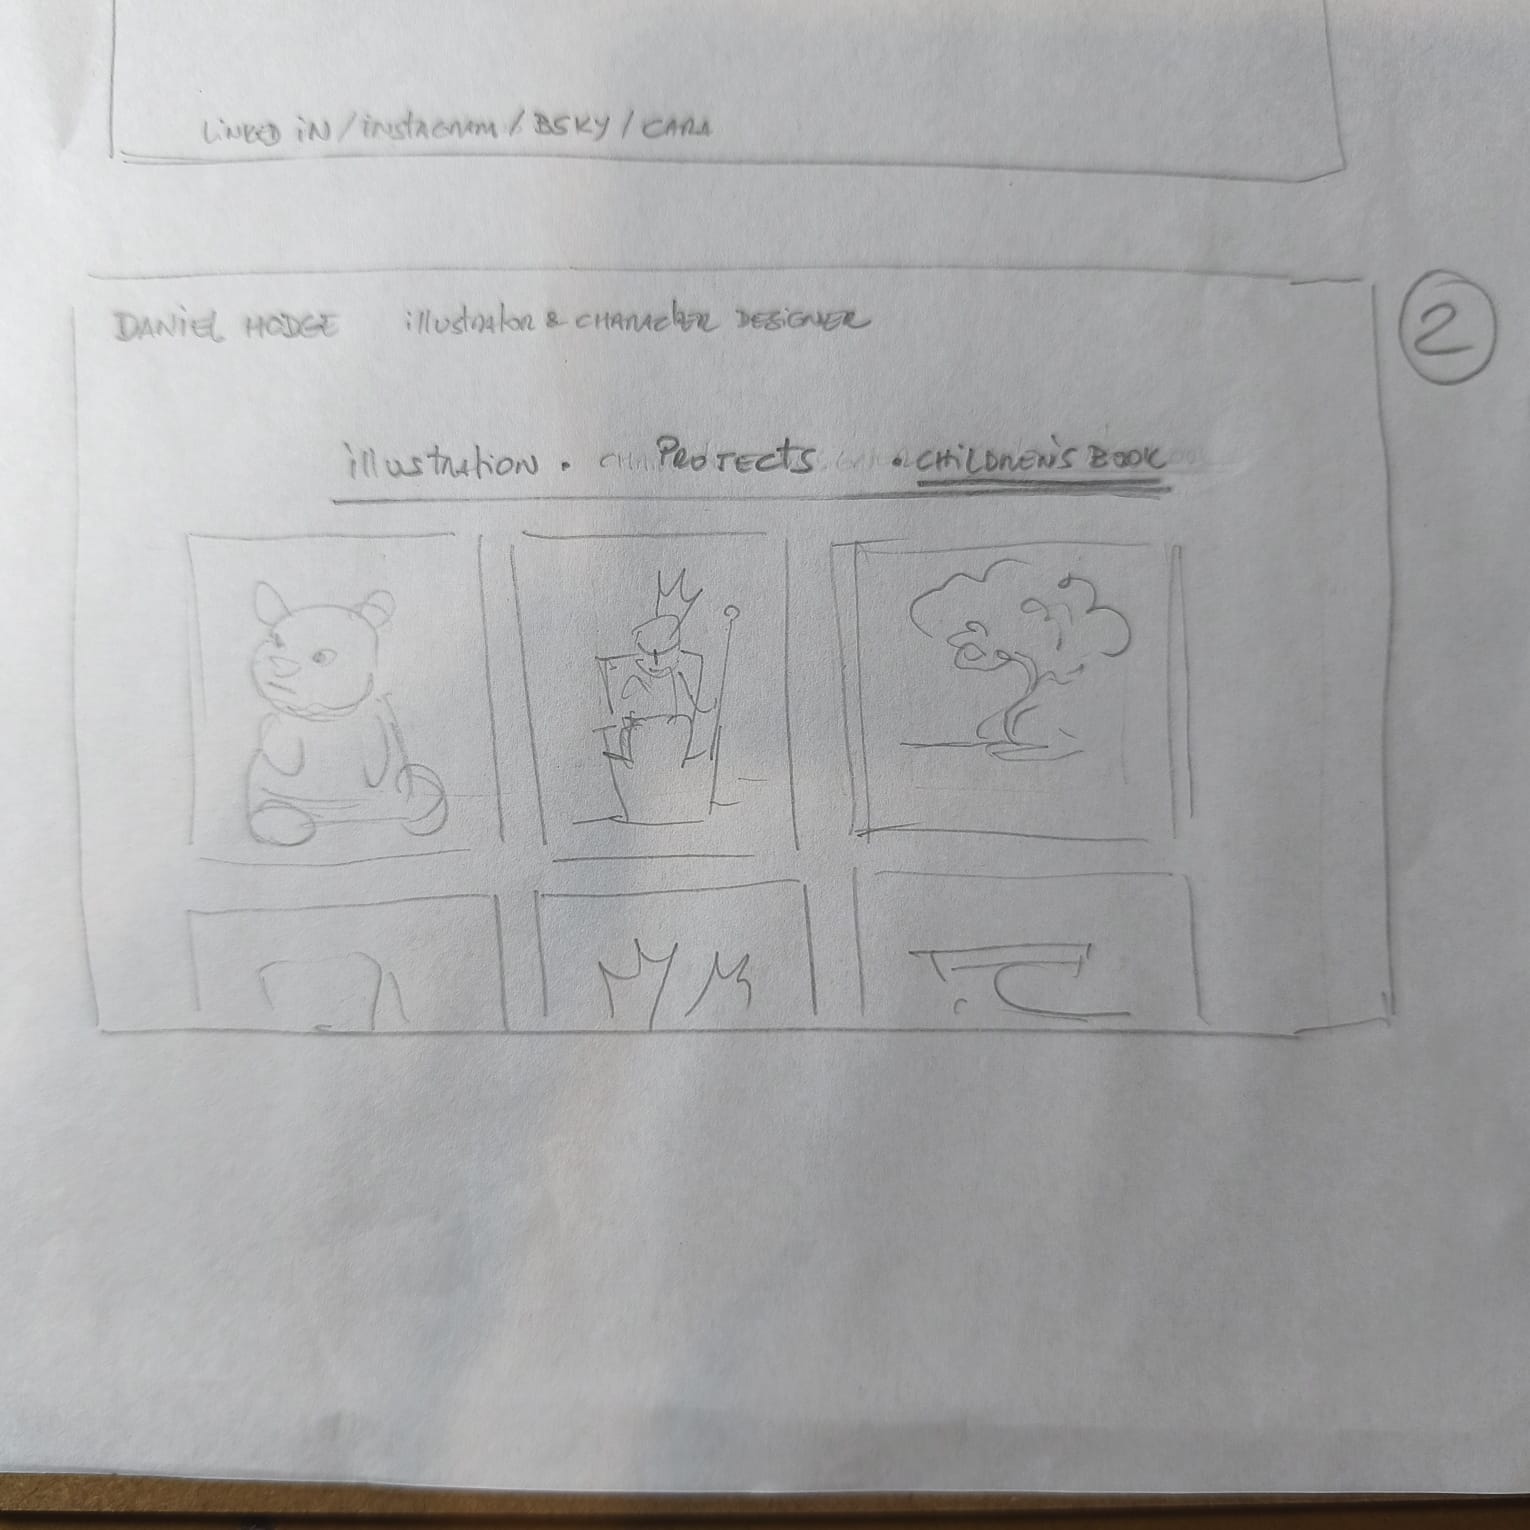 LINKED IN / INSTAGRAM / BSKY / CARA
DANIEL HODGE illustrator & CHARACTER DESIGNER
2
illustration . PROJECTS . CHILDREN'S BOOK